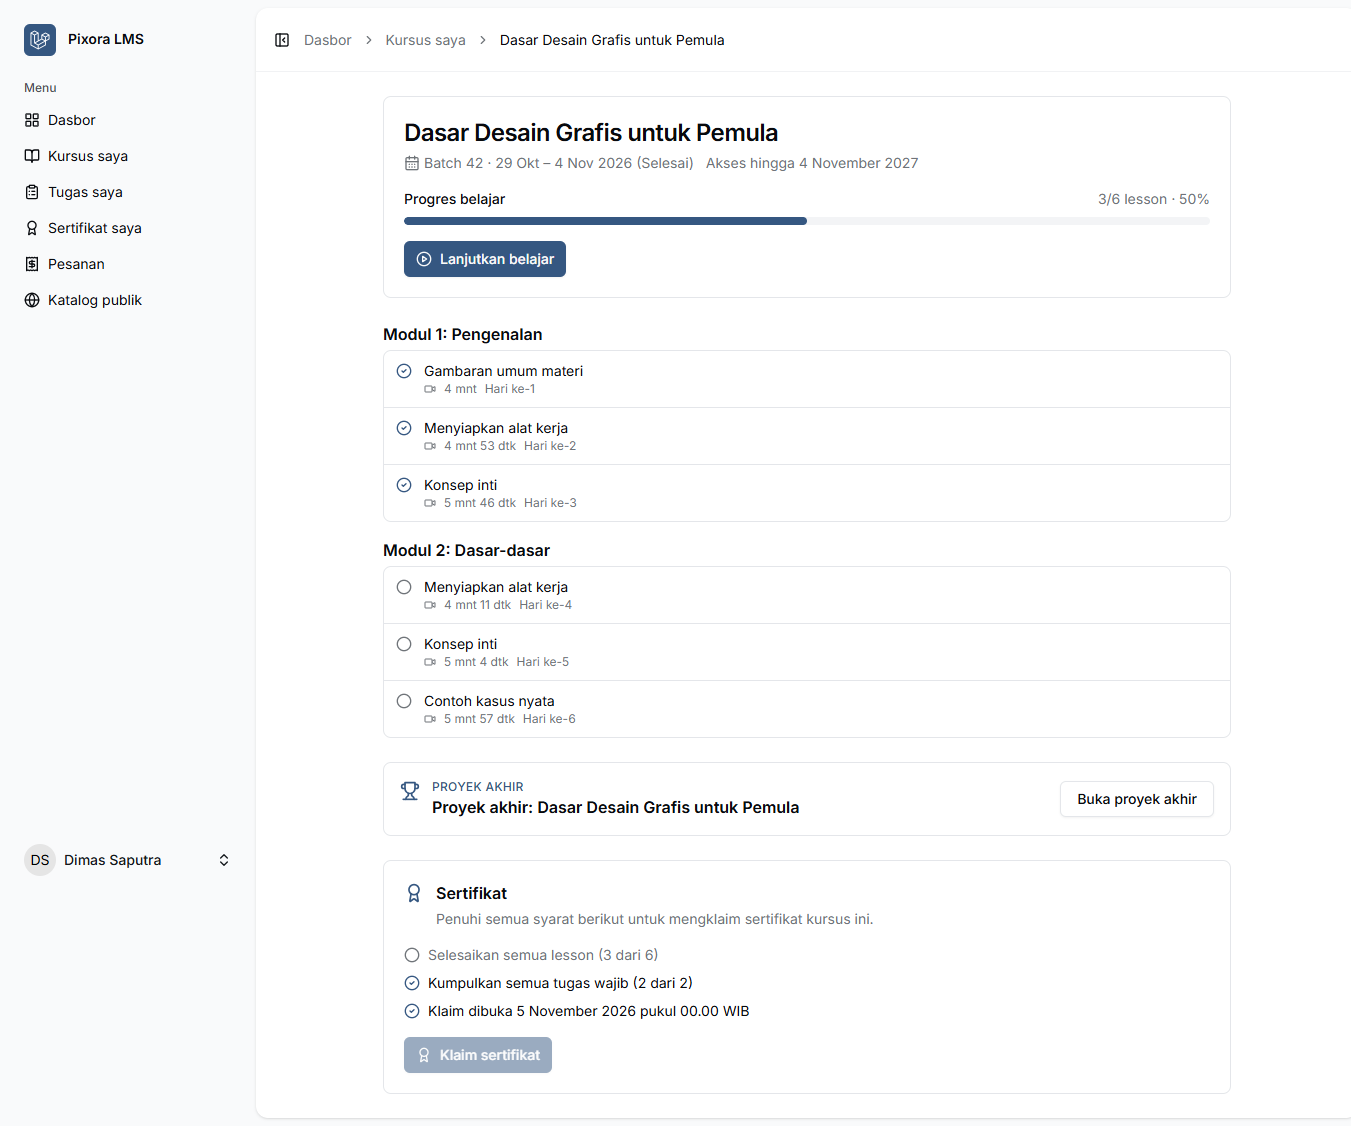 Pixora LMS
Menu
Dasbor
Kursus saya
Tugas saya
Sertifikat saya
Pesanan
Katalog publik
DS Dimas Saputra
Dasbor > Kursus saya > Dasar Desain Grafis untuk Pemula
Dasar Desain Grafis untuk Pemula
Batch 42 · 29 Okt – 4 Nov 2026 (Selesai) Akses hingga 4 November 2027
Progres belajar 3/6 lesson · 50%
Lanjutkan belajar
Modul 1: Pengenalan
Gambaran umum materi
4 mnt Hari ke-1
Menyiapkan alat kerja
4 mnt 53 dtk Hari ke-2
Konsep inti
5 mnt 46 dtk Hari ke-3
Modul 2: Dasar-dasar
Menyiapkan alat kerja
4 mnt 11 dtk Hari ke-4
Konsep inti
5 mnt 4 dtk Hari ke-5
Contoh kasus nyata
5 mnt 57 dtk Hari ke-6
PROYEK AKHIR
Proyek akhir: Dasar Desain Grafis untuk Pemula
Buka proyek akhir
Sertifikat
Penuhi semua syarat berikut untuk mengklaim sertifikat kursus ini.
Selesaikan semua lesson (3 dari 6)
Kumpulkan semua tugas wajib (2 dari 2)
Klaim dibuka 5 November 2026 pukul 00.00 WIB
Klaim sertifikat